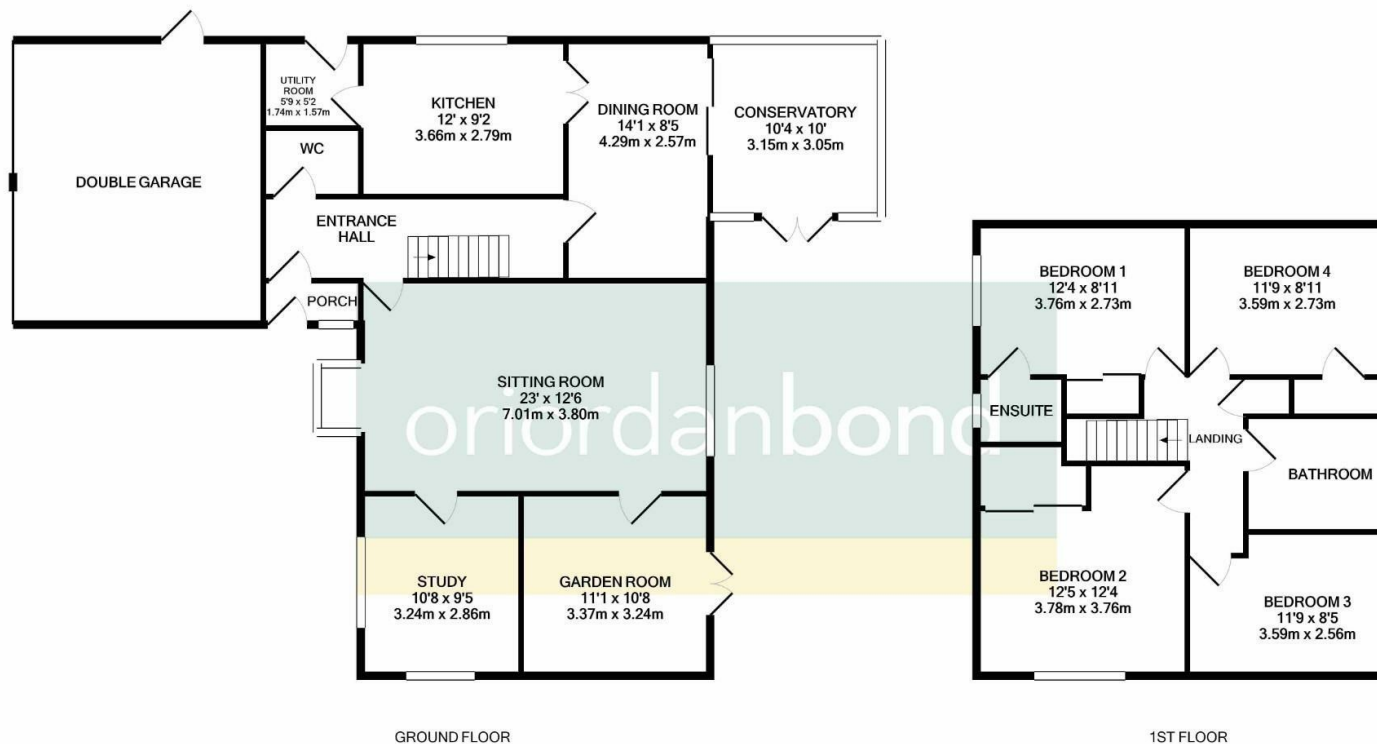 UTILITY
ROOM
5'9 x 5'2
1.74m x 1.57m
KITCHEN
12' x 9'2
3.66m x 2.79m
DINING ROOM
14'1 x 8'5
4.29m x 2.57m
CONSERVATORY
10'4 x 10'
3.15m x 3.05m
WC
DOUBLE GARAGE
ENTRANCE
HALL
PORCH
SITTING ROOM
23' x 12'6
7.01m x 3.80m
oriordanbond
STUDY
10'8 x 9'5
3.24m x 2.86m
GARDEN ROOM
11'1 x 10'8
3.37m x 3.24m
GROUND FLOOR
BEDROOM 1
12'4 x 8'11
3.76m x 2.73m
BEDROOM 4
11'9 x 8'11
3.59m x 2.73m
ENSUITE
LANDING
BATHROOM
BEDROOM 2
12'5 x 12'4
3.78m x 3.76m
BEDROOM 3
11'9 x 8'5
3.59m x 2.56m
1ST FLOOR